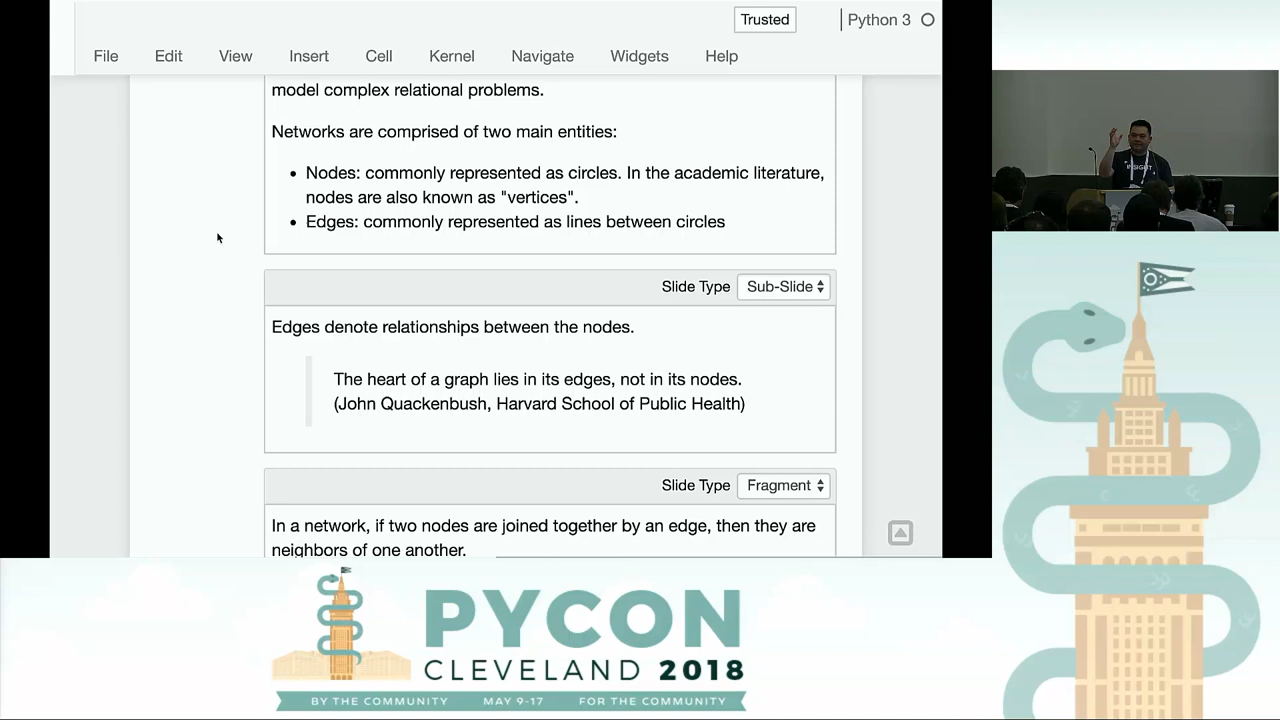 Trusted
Python 3
File Edit View Insert Cell Kernel Navigate Widgets Help
model complex relational problems.
Networks are comprised of two main entities:
Nodes: commonly represented as circles. In the academic literature,
nodes are also known as "vertices".
Edges: commonly represented as lines between circles
Slide Type Sub-Slide
Edges denote relationships between the nodes.
The heart of a graph lies in its edges, not in its nodes.
(John Quackenbush, Harvard School of Public Health)
Slide Type Fragment
In a network, if two nodes are joined together by an edge, then they are
neighbors of one another.
INSIGHT
PYCON
CLEVELAND 2018
BY THE COMMUNITY MAY 9-17 FOR THE COMMUNITY